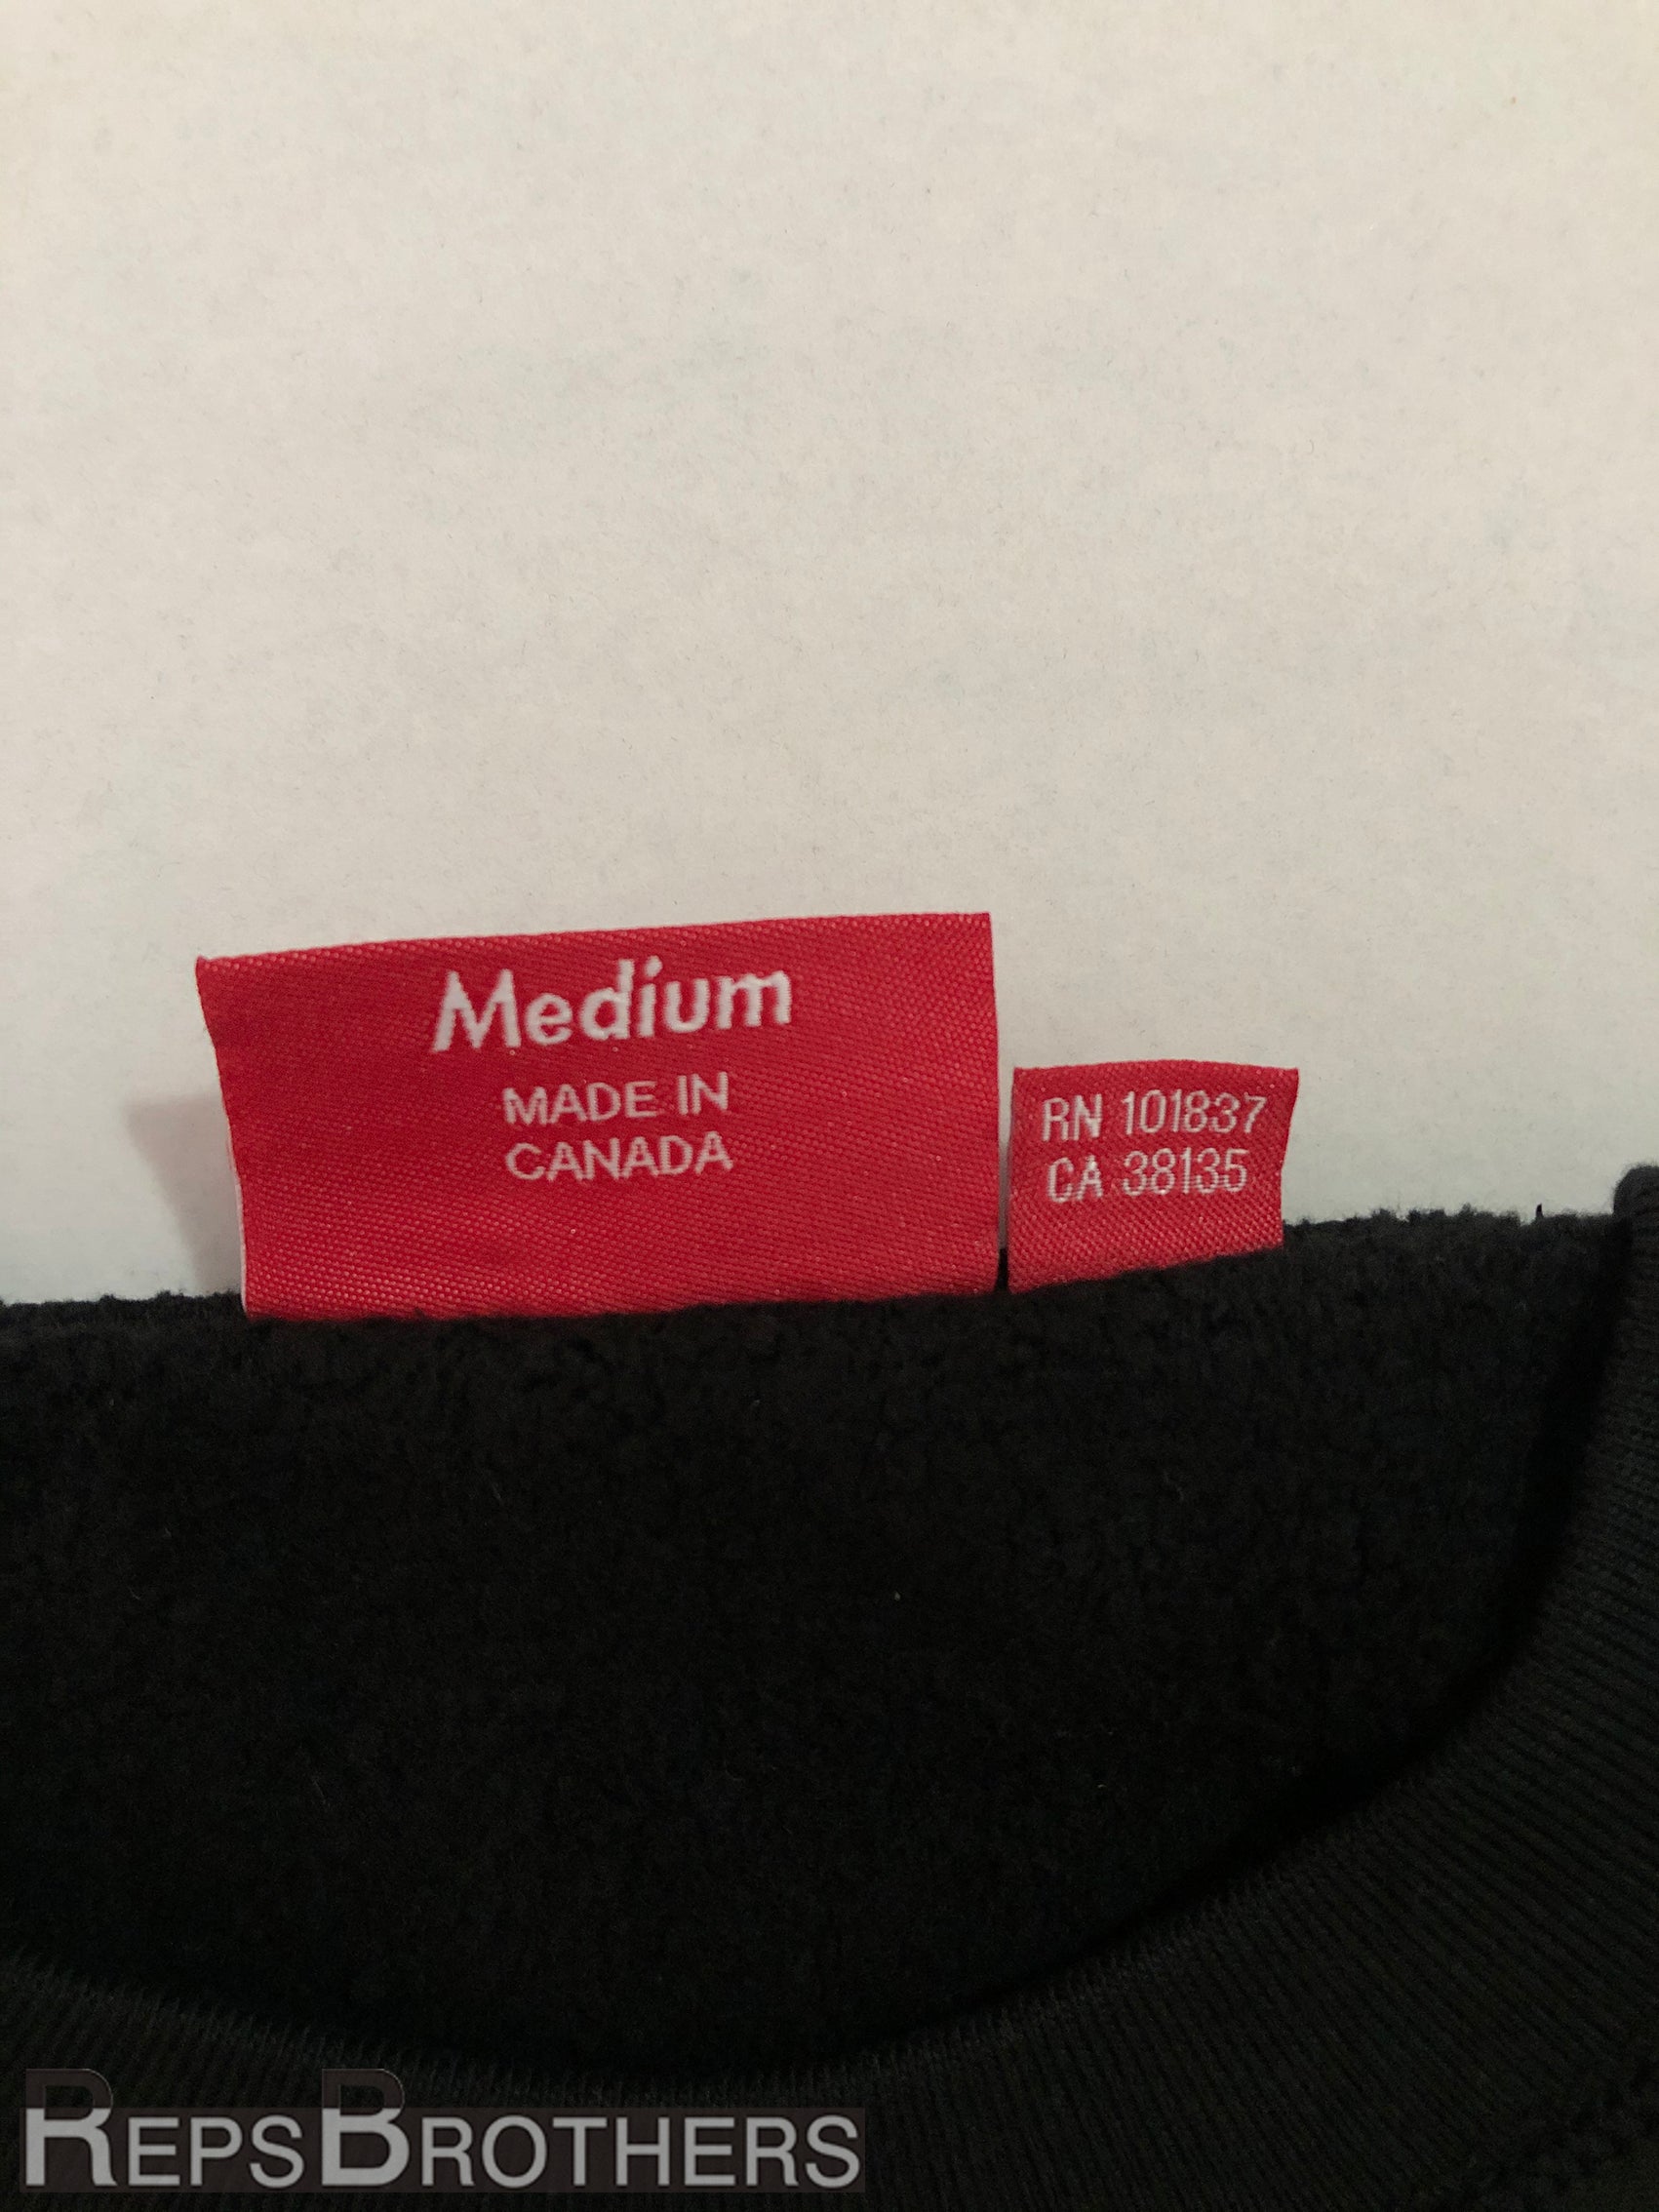 Medium
MADE IN
CANADA
RN 101837
CA 38135
REPSBROTHERS